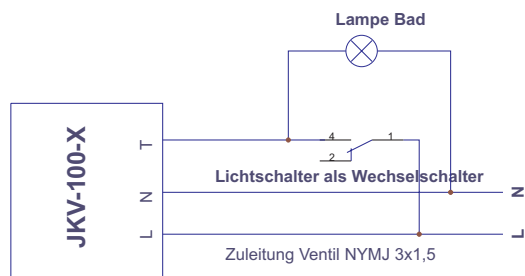 Lampe Bad
JKV-100-X
T
4
1
2
Lichtschalter als Wechselschalter
N
N
L
L
Zuleitung Ventil NYMJ 3x1,5